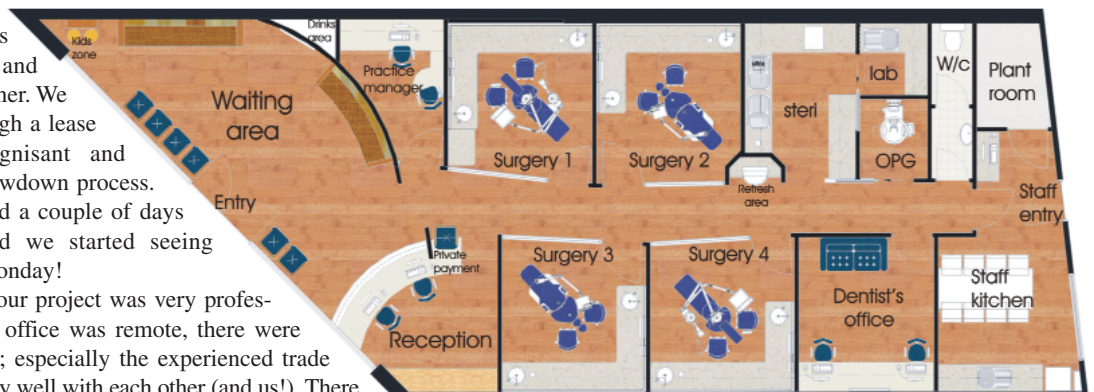 s
and
ner. We
gh a lease
gnisant and
wdown process.
d a couple of days
d we started seeing
onday!
our project was very profes-
office was remote, there were
; especially the experienced trade
y well with each other (and us!). There
Kids
zone
Waiting
area
Drinks
area
Practice
manager
Surgery 1
Surgery 2
steri
lab
OPG
W/c
Plant
room
Refresh
area
Entry
Staff
entry
Private
payment
Reception
Surgery 3
Surgery 4
Dentist's
office
Staff
kitchen